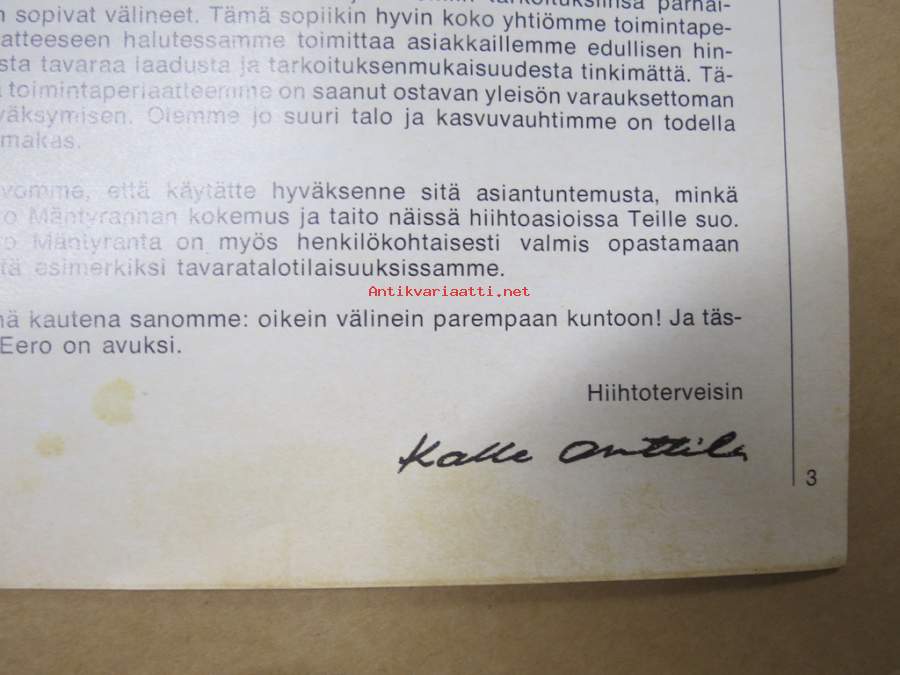 sopivat välineet. Tämä sopiikin hyvin koko yhtiömme toimintape-
atteeseen halutessamme toimittaa asiakkaillemme edullisen hin-
sta tavaraa laadusta ja tarkoituksenmukaisuudesta tinkimättä. Tä-
toimintaperiaatteemme on saanut ostavan yleisön varauksettoman
väksymisen. Olemme jo suuri talo ja kasvuvauhtimme on todella
makas.
vomme, että käytätte hyväksenne sitä asiantuntemusta, minkä
o Mäntyrannan kokemus ja taito näissä hiihtoasioissa Teille suo.
o Mäntyranta on myös henkilökohtaisesti valmis opastamaan
tä esimerkiksi tavaratalotilaisuuksissamme.
Antikvariaatti.net
nä kautena sanomme: oikein välinein parempaan kuntoon! Ja täs-
Eero on avuksi.
Hiihtoterveisin
Kalle Anttila
3